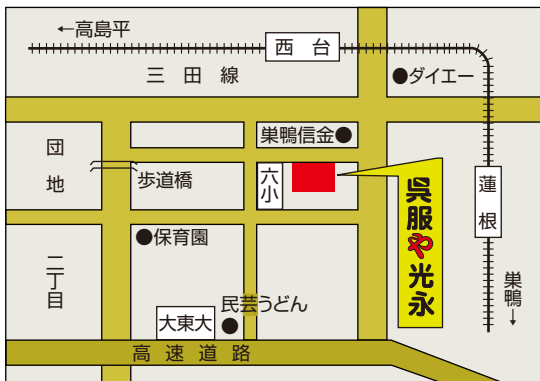 ←高島平
西台
三田線
●ダイエー
巣鴨信金●
団地
歩道橋
六小
蓮根
呉服や光永
●保育園
二丁目
民芸うどん
●
大東大
巣鴨→
高速道路